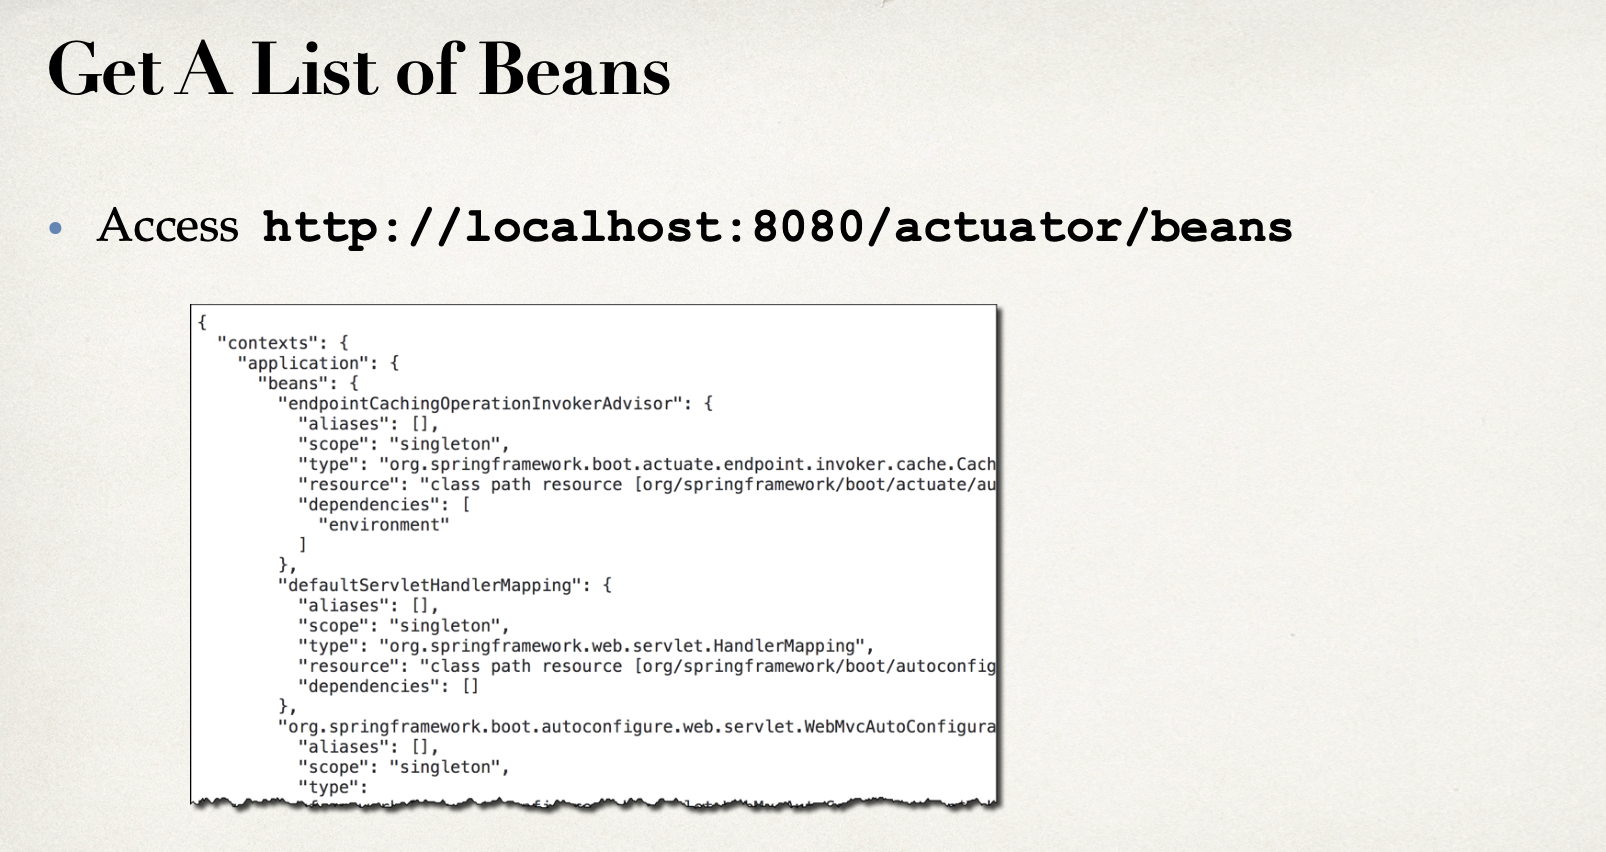 Get A List of Beans
• Access http://localhost:8080/actuator/beans
{
"contexts": {
"application": {
"beans": {
"endpointCachingOperationInvokerAdvisor": {
"aliases": [],
"scope": "singleton",
"type": "org.springframework.boot.actuate.endpoint.invoker.cache.Cach
"resource": "class path resource [org/springframework/boot/actuate/au
"dependencies": [
"environment"
]
},
"defaultServletHandlerMapping": {
"aliases": [],
"scope": "singleton",
"type": "org.springframework.web.servlet.HandlerMapping",
"resource": "class path resource [org/springframework/boot/autoconfig
"dependencies": []
},
"org.springframework.boot.autoconfigure.web.servlet.WebMvcAutoConfigura
"aliases": [],
"scope": "singleton",
"type":